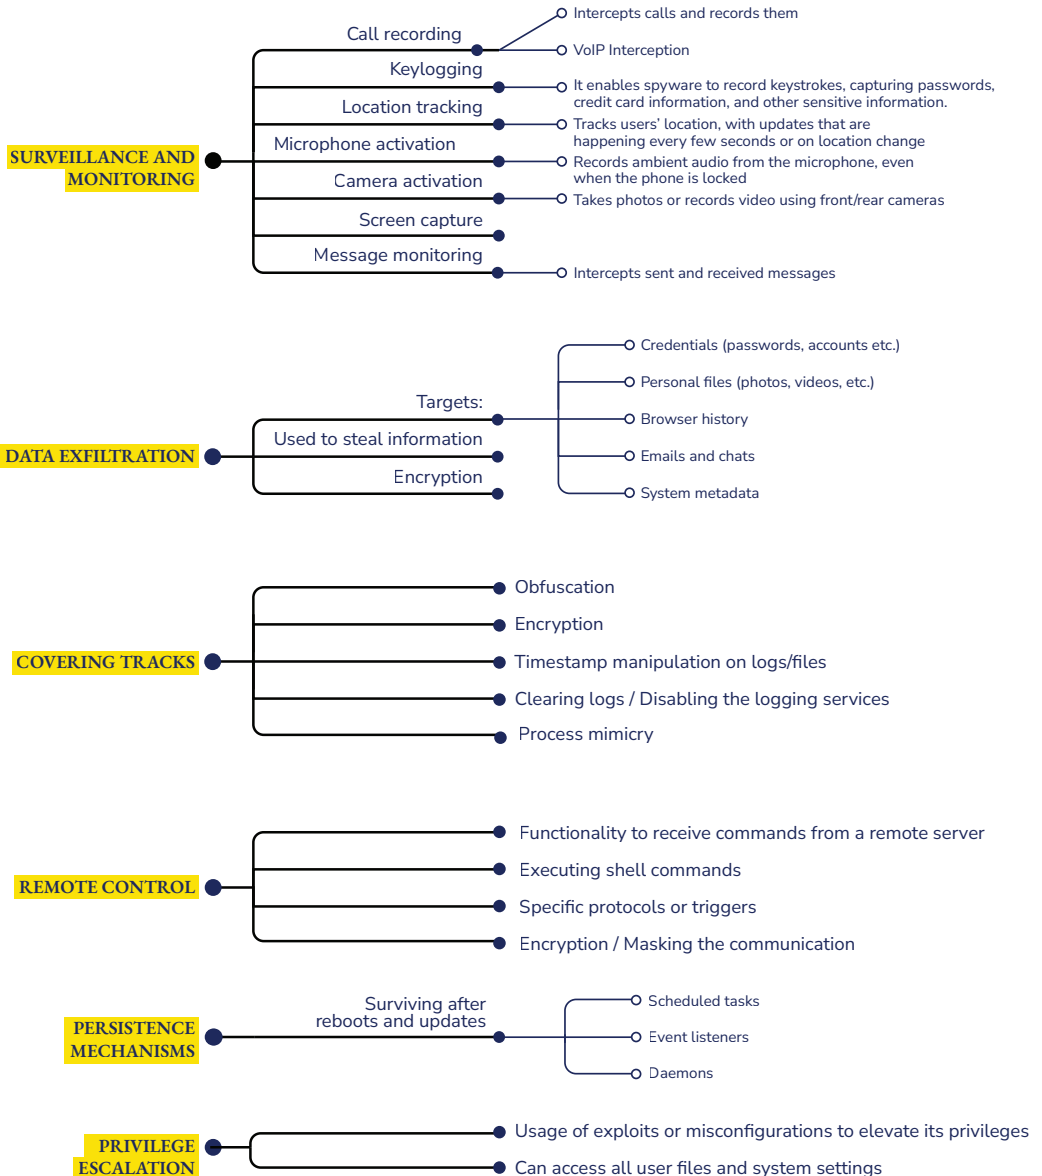 Call recording
Intercepts calls and records them
VoIP Interception
Keylogging
It enables spyware to record keystrokes, capturing passwords,
credit card information, and other sensitive information.
Location tracking
Tracks users’ location, with updates that are
happening every few seconds or on location change
SURVEILLANCE AND
MONITORING
Microphone activation
Records ambient audio from the microphone, even
when the phone is locked
Camera activation
Takes photos or records video using front/rear cameras
Screen capture
Message monitoring
Intercepts sent and received messages
DATA EXFILTRATION
Targets:
Credentials (passwords, accounts etc.)
Personal files (photos, videos, etc.)
Browser history
Emails and chats
System metadata
Used to steal information
Encryption
COVERING TRACKS
Obfuscation
Encryption
Timestamp manipulation on logs/files
Clearing logs / Disabling the logging services
Process mimicry
REMOTE CONTROL
Functionality to receive commands from a remote server
Executing shell commands
Specific protocols or triggers
Encryption / Masking the communication
PERSISTENCE
MECHANISMS
Surviving after
reboots and updates
Scheduled tasks
Event listeners
Daemons
PRIVILEGE
ESCALATION
Usage of exploits or misconfigurations to elevate its privileges
Can access all user files and system settings